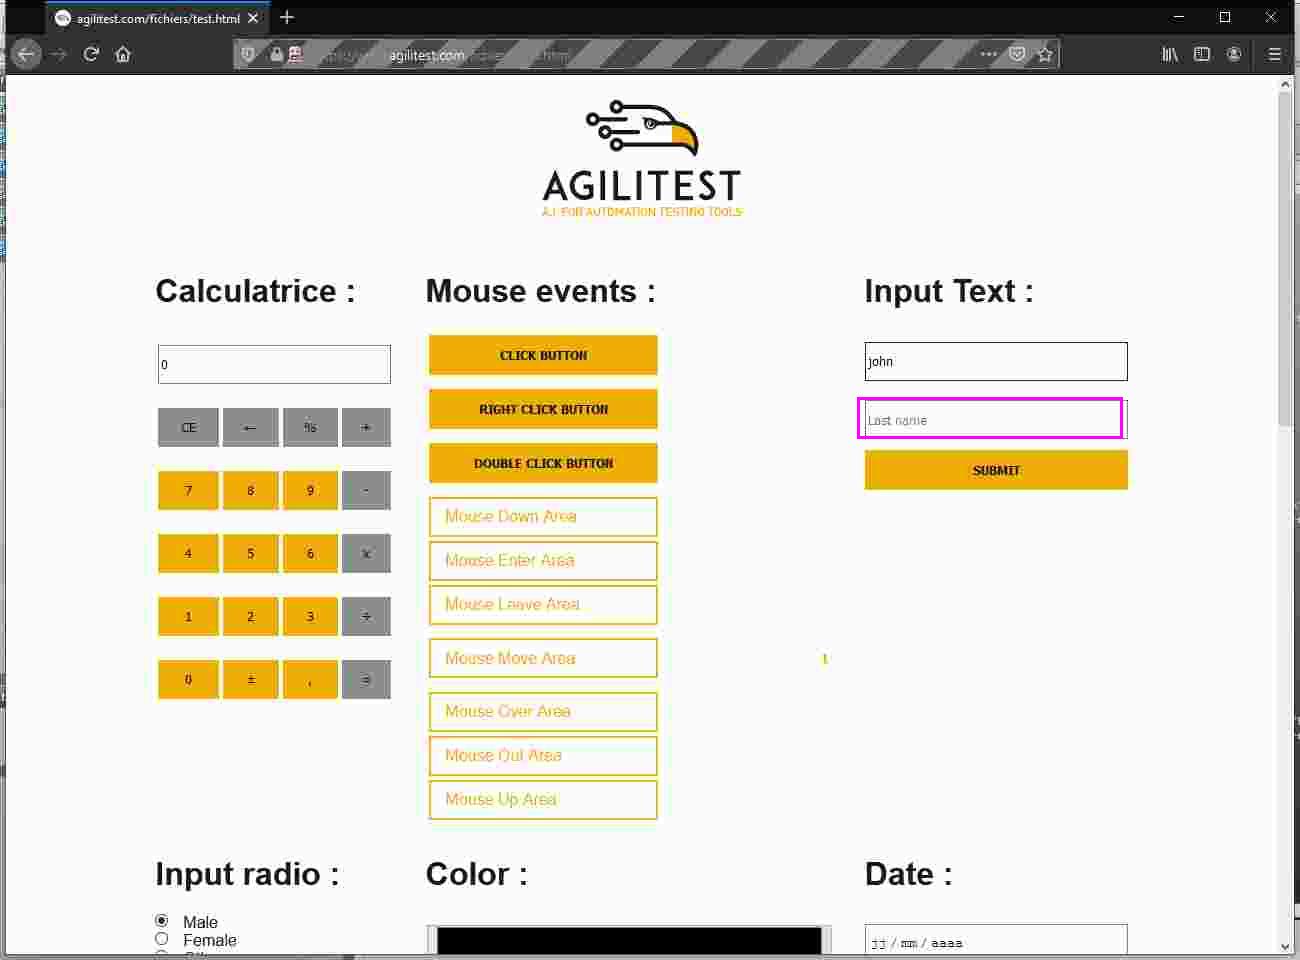 agilitest.com/fichiers/test.html
agilitest.com
AGILITEST
A.I. FOR AUTOMATION TESTING TOOLS
Calculatrice :
0
CE ← % +
7 8 9 -
4 5 6 x
1 2 3 ÷
0 ± , =
Mouse events :
CLICK BUTTON
RIGHT CLICK BUTTON
DOUBLE CLICK BUTTON
Mouse Down Area
Mouse Enter Area
Mouse Leave Area
Mouse Move Area
Mouse Over Area
Mouse Out Area
Mouse Up Area
Input Text :
john
Last name
SUBMIT
t
Input radio :
Male
Female
Color :
Date :
jj / mm / aaaa